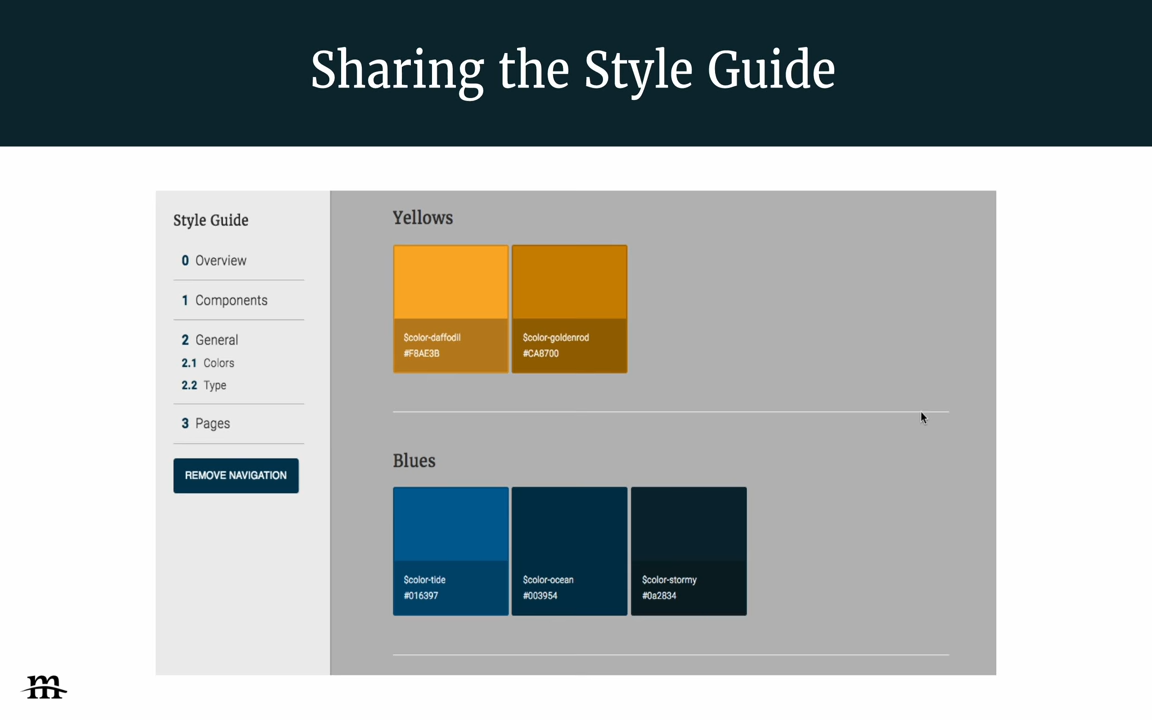 Sharing the Style Guide
Style Guide
0 Overview
1 Components
2 General
2.1 Colors
2.2 Type
3 Pages
REMOVE NAVIGATION
Yellows
$color-daffodil
#F8AE3B
$color-goldenrod
#CA8700
Blues
$color-tide
#016397
$color-ocean
#003954
$color-stormy
#0a2834
m